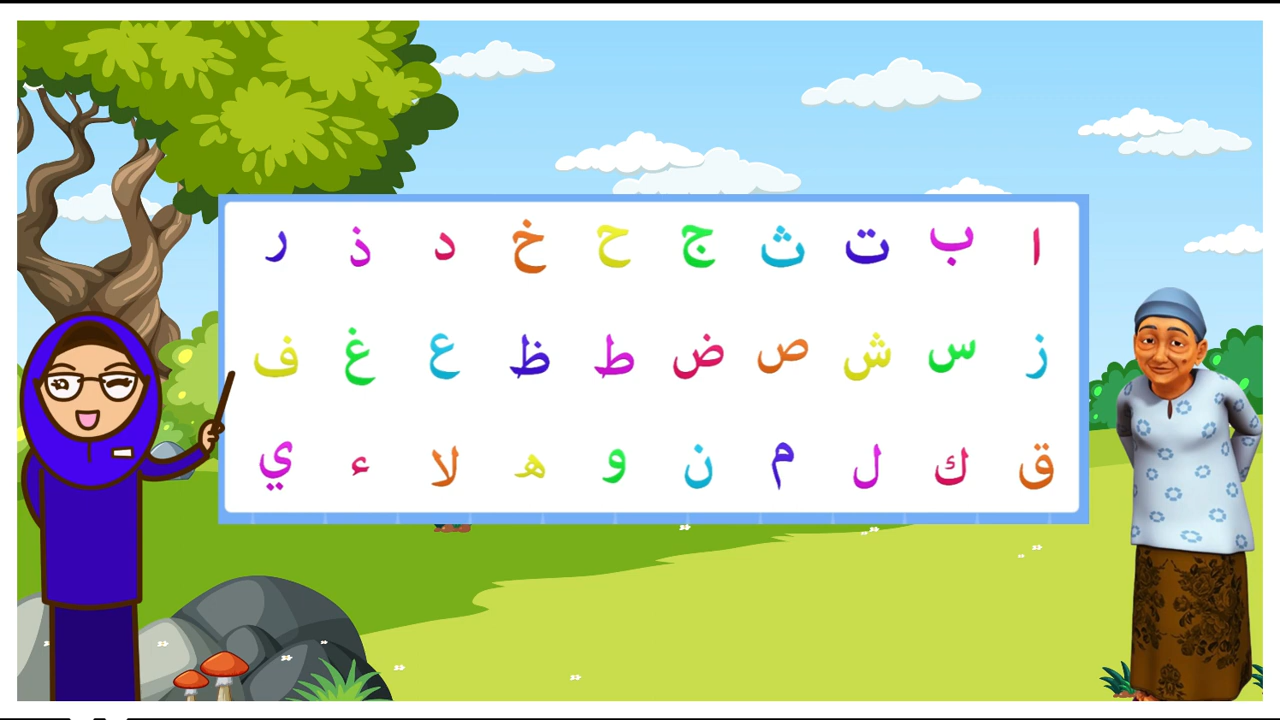 ا ب ت ث ج ح خ د ذ ر
ز س ش ص ض ط ظ ع غ ف
ق ك ل م ن و ه لا ء ي